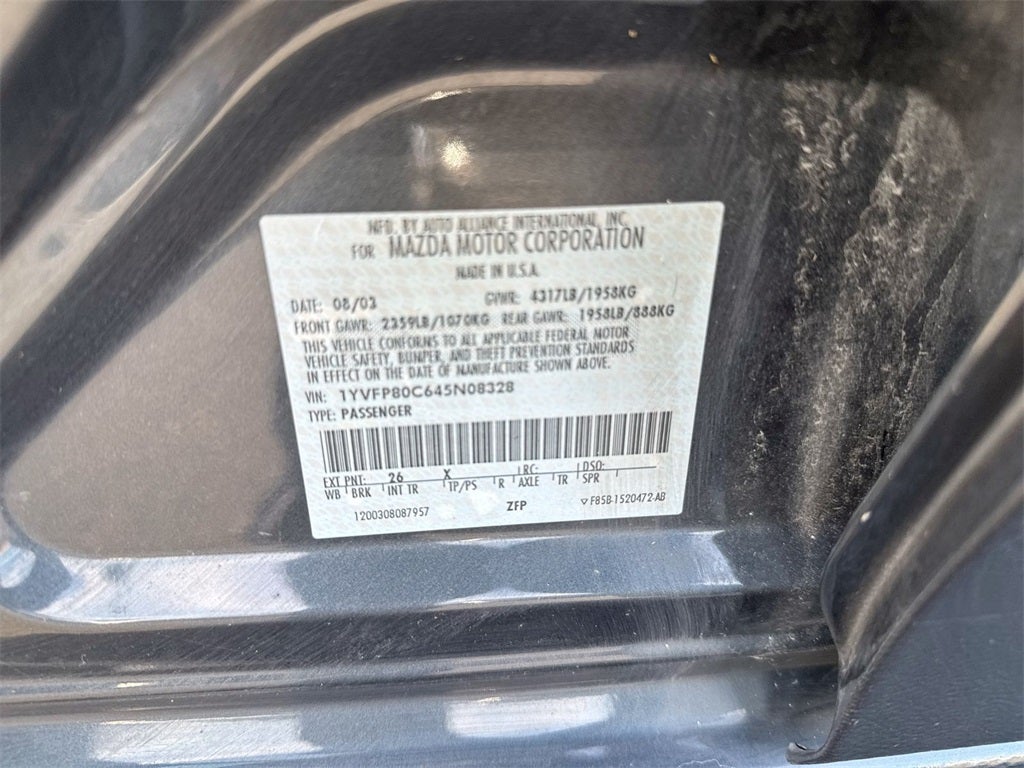 MFD. BY AUTO ALLIANCE INTERNATIONAL, INC.
FOR MAZDA MOTOR CORPORATION
MADE IN U.S.A.
DATE: 08/03 GVWR: 4317LB/1958KG
FRONT GAWR: 2359LB/1070KG REAR GAWR: 1958LB/888KG
THIS VEHICLE CONFORMS TO ALL APPLICABLE FEDERAL MOTOR
VEHICLE SAFETY, BUMPER, AND THEFT PREVENTION STANDARDS
IN EFFECT ON THE DATE OF MANUFACTURE SHOWN ABOVE.
VIN: 1YVFP80C645N08328
TYPE: PASSENGER
EXT PNT: 26 X RC: DSO:
WB BRK INT TR TP/PS R AXLE TR SPR
1200308087957 ZFP F85B-1520472-AB